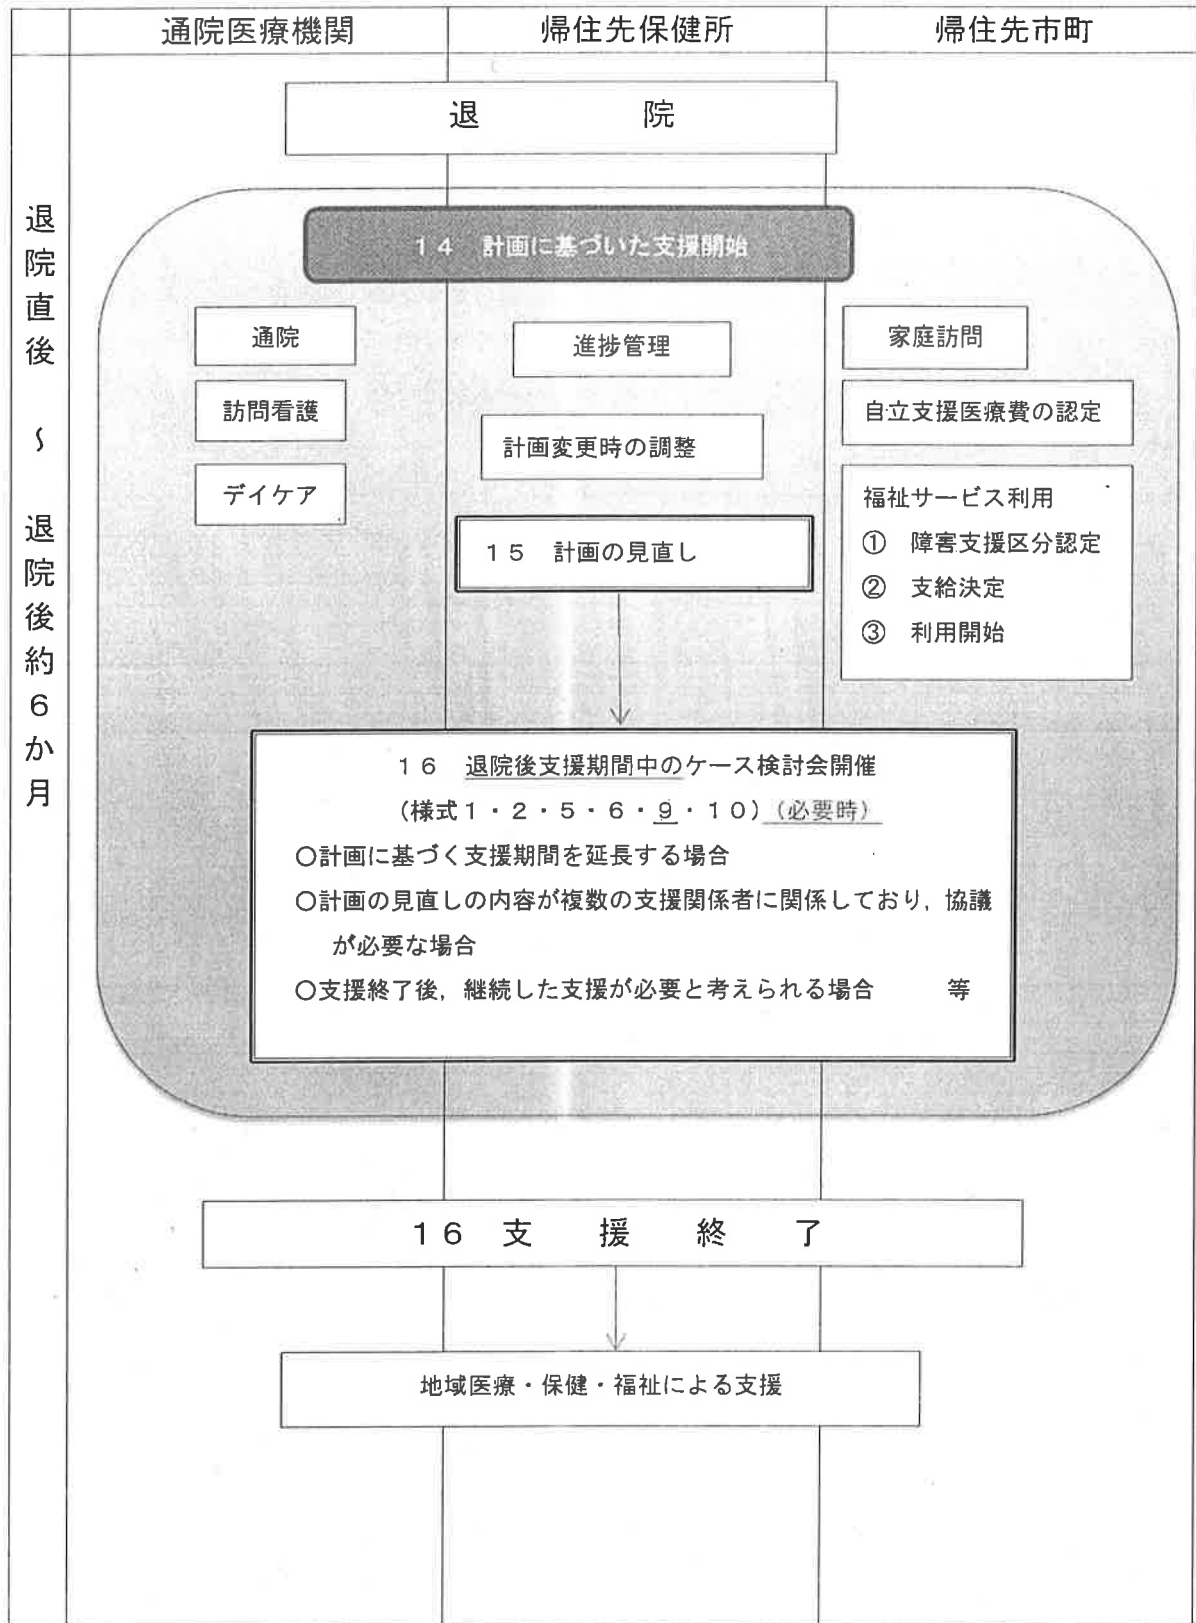 通院医療機関
帰住先保健所
帰住先市町
退院直後 ~ 退院後約6か月
退 院
14 計画に基づいた支援開始
通院
訪問看護
デイケア
進捗管理
計画変更時の調整
15 計画の見直し
家庭訪問
自立支援医療費の認定
福祉サービス利用
① 障害支援区分認定
② 支給決定
③ 利用開始
16 退院後支援期間中のケース検討会開催
(様式1・2・5・6・9・10)(必要時)
○計画に基づく支援期間を延長する場合
○計画の見直しの内容が複数の支援関係者に関係しており，協議
が必要な場合
○支援終了後，継続した支援が必要と考えられる場合 等
16 支 援 終 了
地域医療・保健・福祉による支援